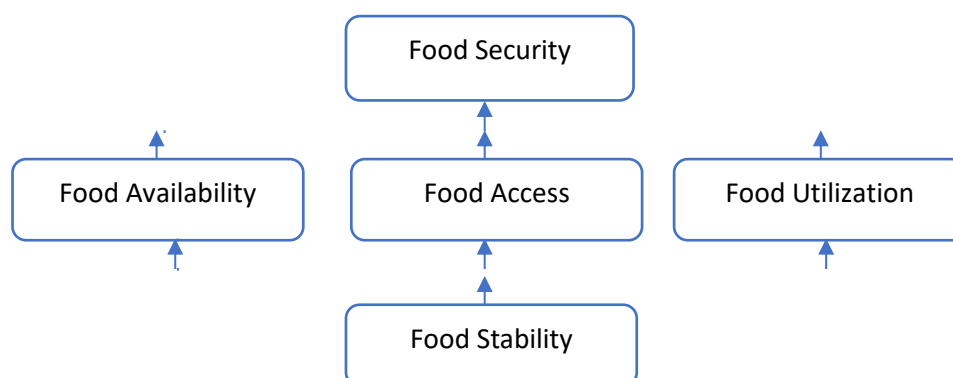 Food Security
Food Availability
Food Access
Food Utilization
Food Stability